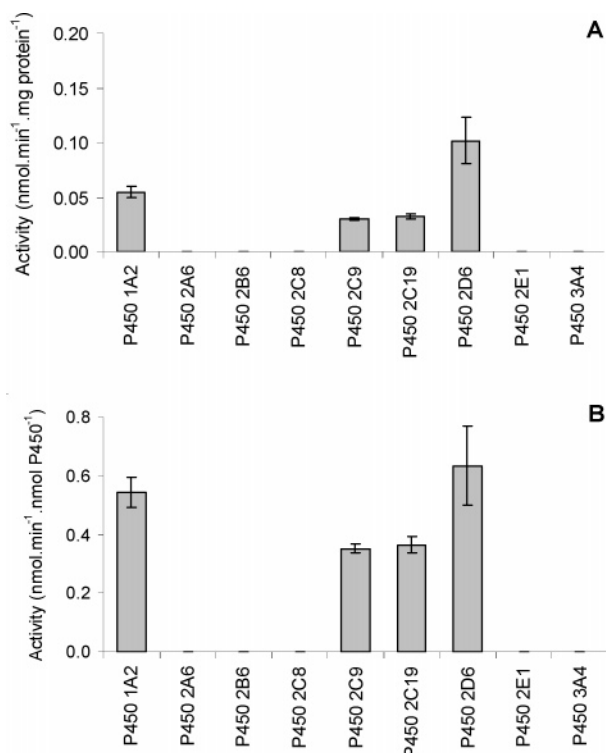 A
Activity (nmol.min⁻¹.mg protein⁻¹)
0.20
0.15
0.10
0.05
0.00
P450 1A2
P450 2A6
P450 2B6
P450 2C8
P450 2C9
P450 2C19
P450 2D6
P450 2E1
P450 3A4
B
Activity (nmol.min⁻¹.nmol P450⁻¹)
0.8
0.6
0.4
0.2
0.0
P450 1A2
P450 2A6
P450 2B6
P450 2C8
P450 2C9
P450 2C19
P450 2D6
P450 2E1
P450 3A4